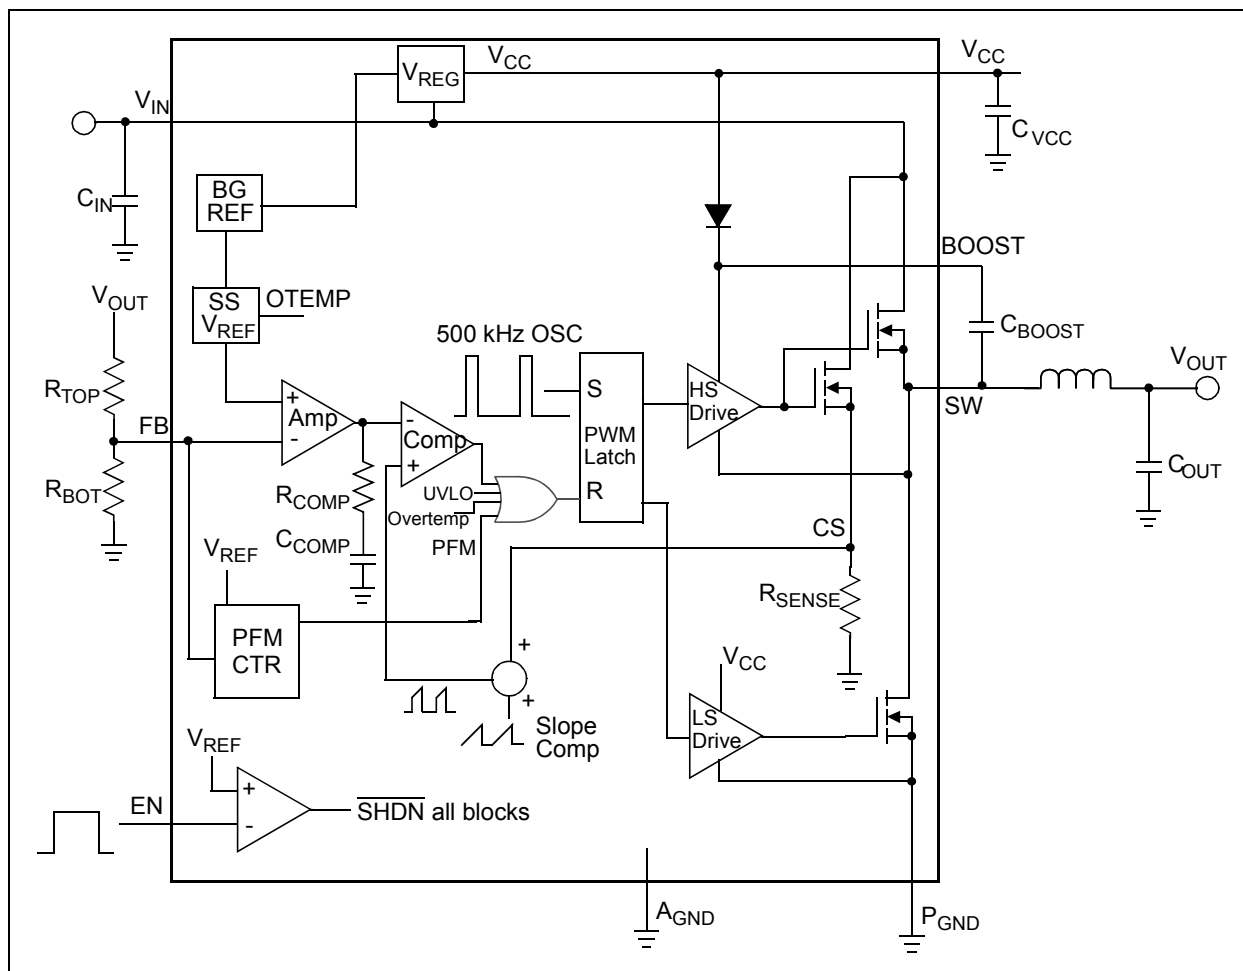 VREG
VCC
VCC
VIN
CVCC
CIN
BG
REF
BOOST
VOUT
SS
VREF
OTEMP
CBOOST
500 kHz OSC
VOUT
RTOP
S
HS
Drive
SW
+
Amp
-
FB
-
Comp
+
PWM
Latch
COUT
RBOT
RCOMP
UVLO
R
Overtemp
CS
CCOMP
PFM
VREF
RSENSE
PFM
CTR
+
VCC
+
Slope
Comp
LS
Drive
VREF
+
EN
-
SHDN all blocks
AGND
PGND